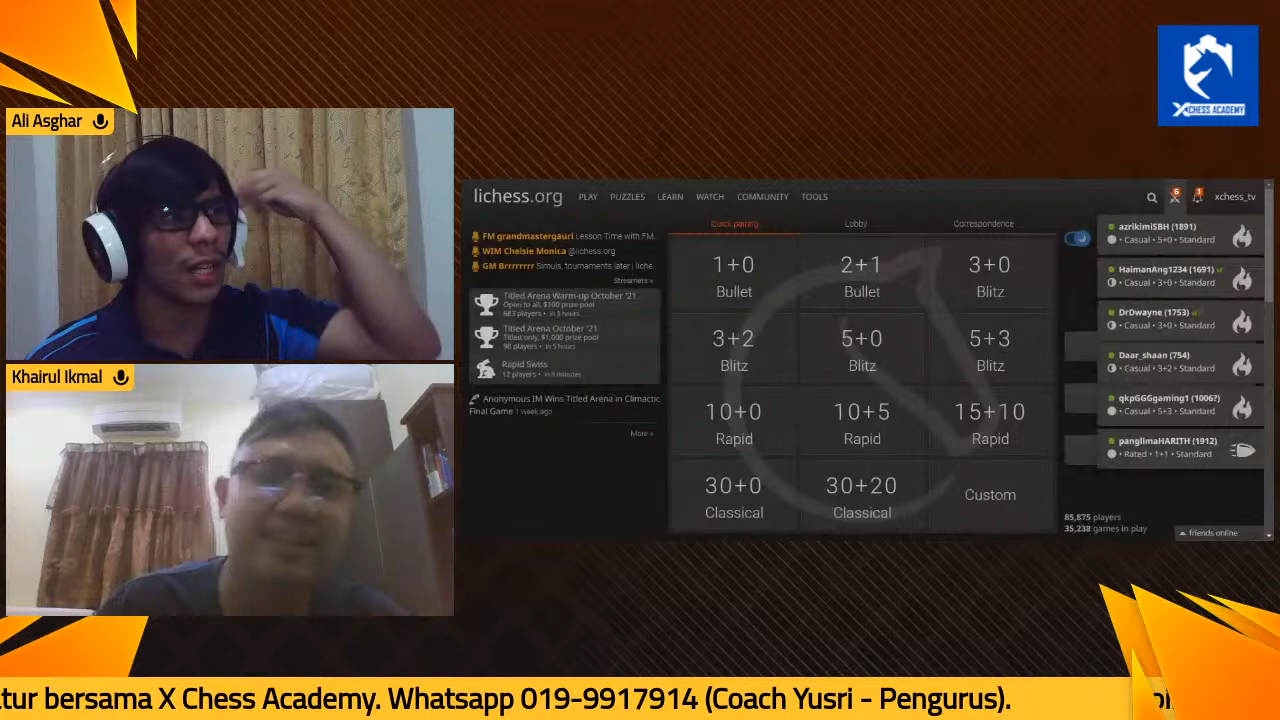 XCHESS ACADEMY
Ali Asghar
Khairul Ikmal
lichess.org PLAY PUZZLES LEARN WATCH COMMUNITY TOOLS 6 1 xchess_tv
FM grandmastergauri Lesson Time with FM
WIM Chelsie Monica @lichess.org
GM Brrrrrrrr Simuls, tournaments later | liche
Streamers »
Titled Arena Warm-up October '21
Open to all, $100 prize pool
683 players • in 3 hours
Titled Arena October '21
Titled only, $1,000 prize pool
90 players • in 5 hours
Rapid Swiss
12 players • in 9 minutes
Anonymous IM Wins Titled Arena in Climactic
Final Game 1 week ago
More »
Quick pairing Lobby Correspondence
1+0 2+1 3+0
Bullet Bullet Blitz
3+2 5+0 5+3
Blitz Blitz Blitz
10+0 10+5 15+10
Rapid Rapid Rapid
30+0 30+20 Custom
Classical Classical
azrikimiSBH (1891)
• Casual • 5+0 • Standard
HaimanAng1234 (1691)
• Casual • 3+0 • Standard
DrDwayne (1753)
• Casual • 3+0 • Standard
Daar_shaan (754)
• Casual • 3+2 • Standard
qkpGGGgaming1 (1006?)
• Casual • 5+3 • Standard
panglimaHARITH (1912)
• Rated • 1+1 • Standard
85,875 players
35,238 games in play
friends online
tur bersama X Chess Academy. Whatsapp 019-9917914 (Coach Yusri - Pengurus).